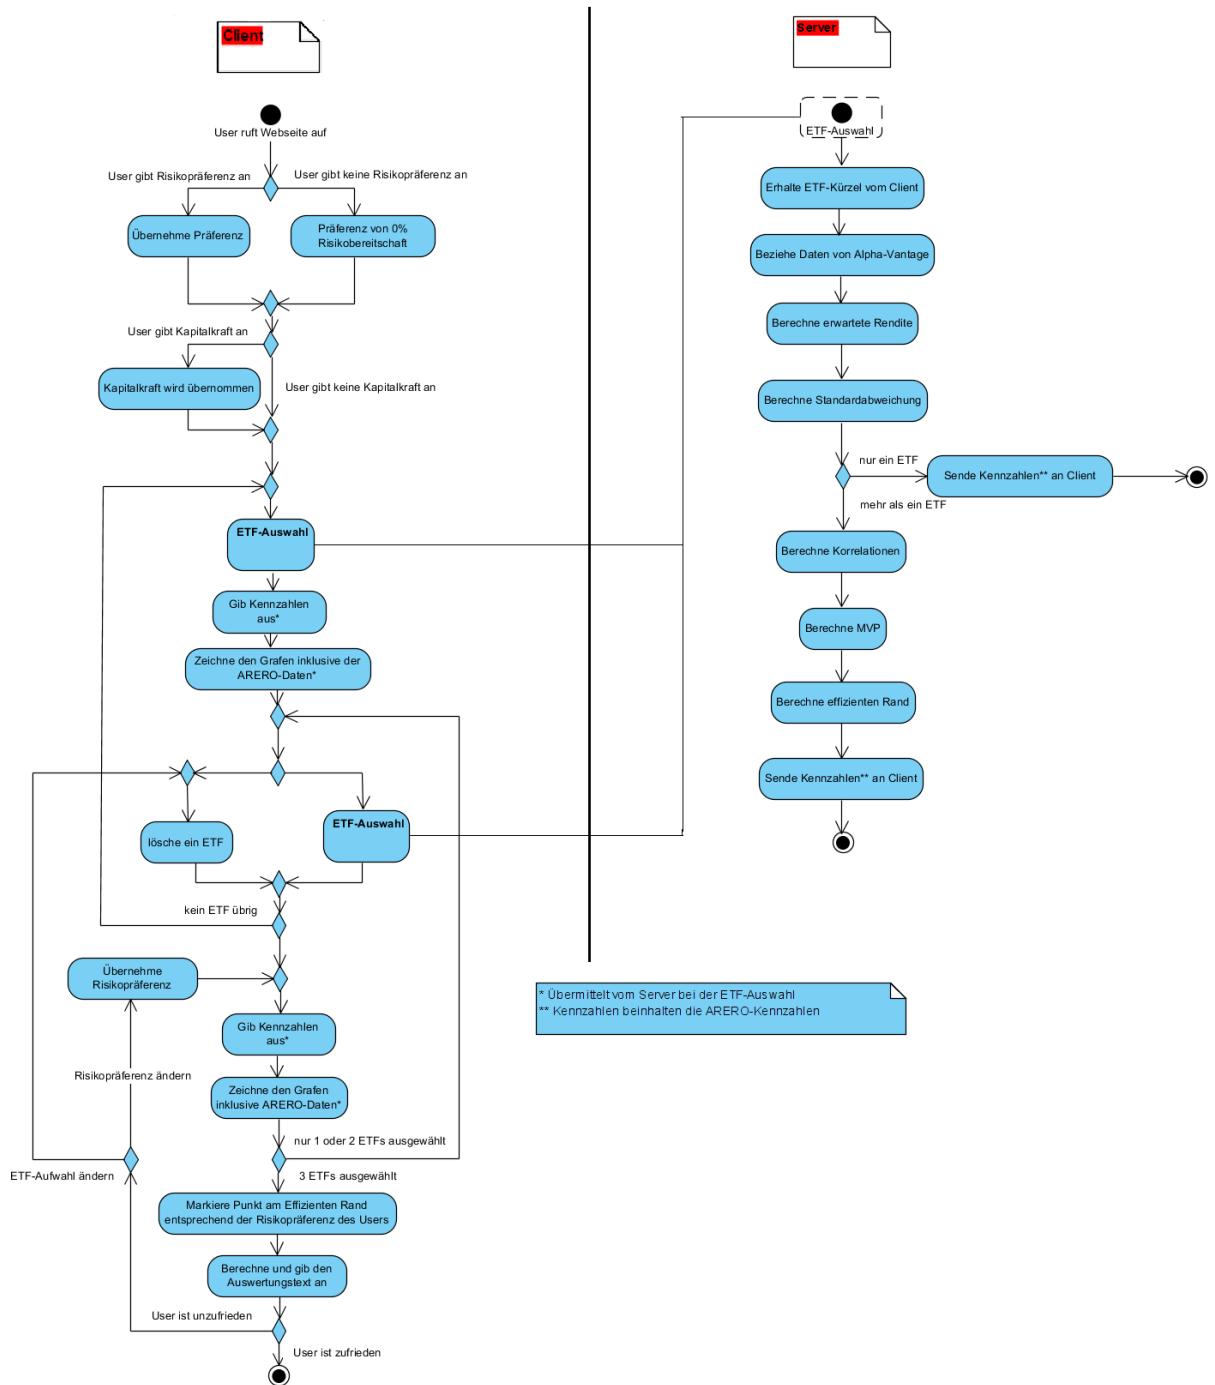 Client
User ruft Webseite auf
User gibt Risikopräferenz an
User gibt keine Risikopräferenz an
Übernehme Präferenz
Präferenz von 0%
Risikobereitschaft
User gibt Kapitalkraft an
Kapitalkraft wird übernommen
User gibt keine Kapitalkraft an
ETF-Auswahl
Gib Kennzahlen
aus*
Zeichne den Grafen inklusive der
ARERO-Daten*
lösche ein ETF
ETF-Auswahl
kein ETF übrig
Übernehme
Risikopräferenz
Gib Kennzahlen
aus*
Risikopräferenz ändern
Zeichne den Grafen
inklusive ARERO-Daten*
nur 1 oder 2 ETFs ausgewählt
ETF-Aufwahl ändern
3 ETFs ausgewählt
Markiere Punkt am Effizienten Rand
entsprechend der Risikopräferenz des Users
Berechne und gib den
Auswertungstext an
User ist unzufrieden
User ist zufrieden
Server
ETF-Auswahl
Erhalte ETF-Kürzel vom Client
Beziehe Daten von Alpha-Vantage
Berechne erwartete Rendite
Berechne Standardabweichung
nur ein ETF
Sende Kennzahlen** an Client
mehr als ein ETF
Berechne Korrelationen
Berechne MVP
Berechne effizienten Rand
Sende Kennzahlen** an Client
* Übermittelt vom Server bei der ETF-Auswahl
** Kennzahlen beinhalten die ARERO-Kennzahlen